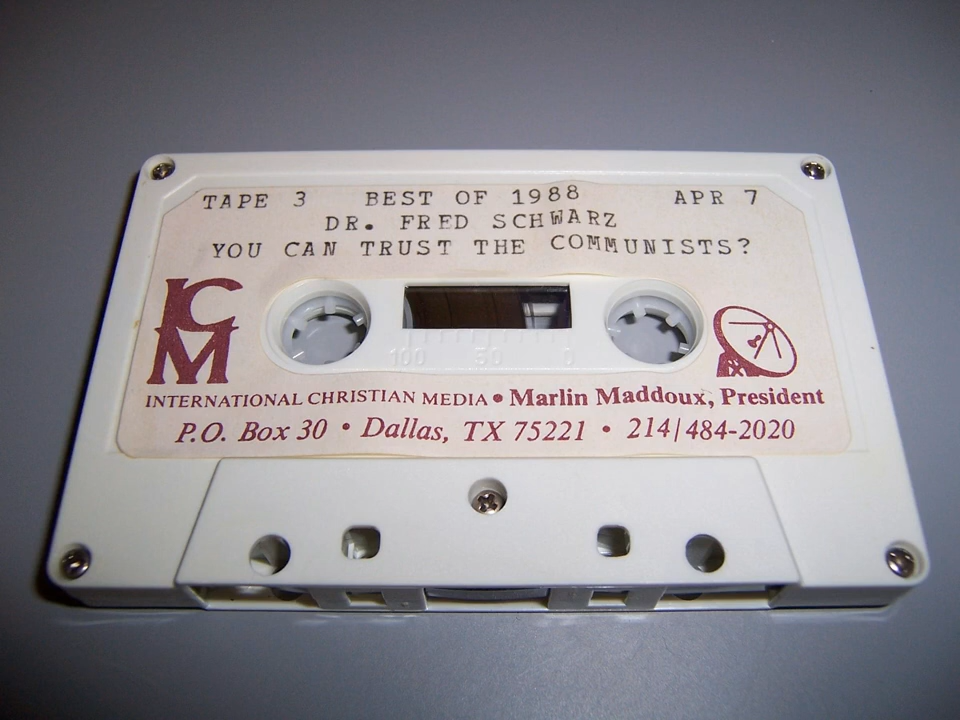 TAPE 3 BEST OF 1988 APR 7
DR. FRED SCHWARZ
YOU CAN TRUST THE COMMUNISTS?
ICM
100 50 0
INTERNATIONAL CHRISTIAN MEDIA • Marlin Maddoux, President
P.O. Box 30 • Dallas, TX 75221 • 214/484-2020